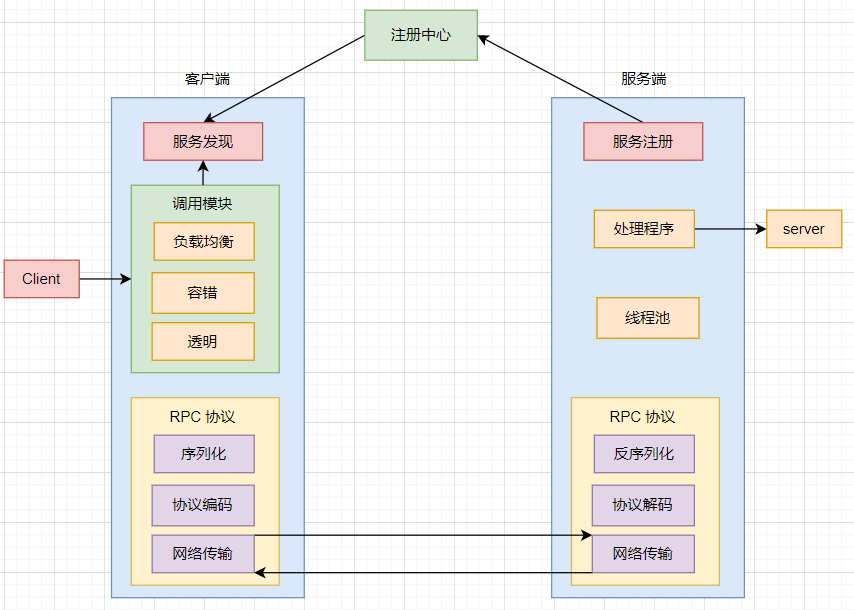 注册中心
客户端
服务端
服务发现
服务注册
调用模块
负载均衡
处理程序
server
Client
容错
线程池
透明
RPC 协议
RPC 协议
序列化
反序列化
协议编码
协议解码
网络传输
网络传输